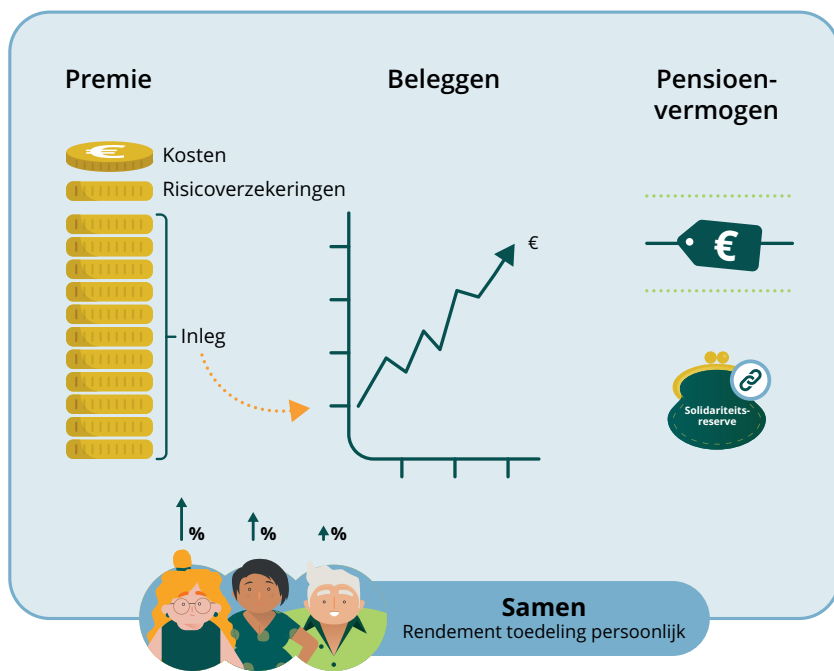 Premie
Beleggen
Pensioen-
vermogen
€
Kosten
Risicoverzekeringen
Inleg
€
€
Solidariteits-
reserve
%
%
%
Samen
Rendement toedeling persoonlijk